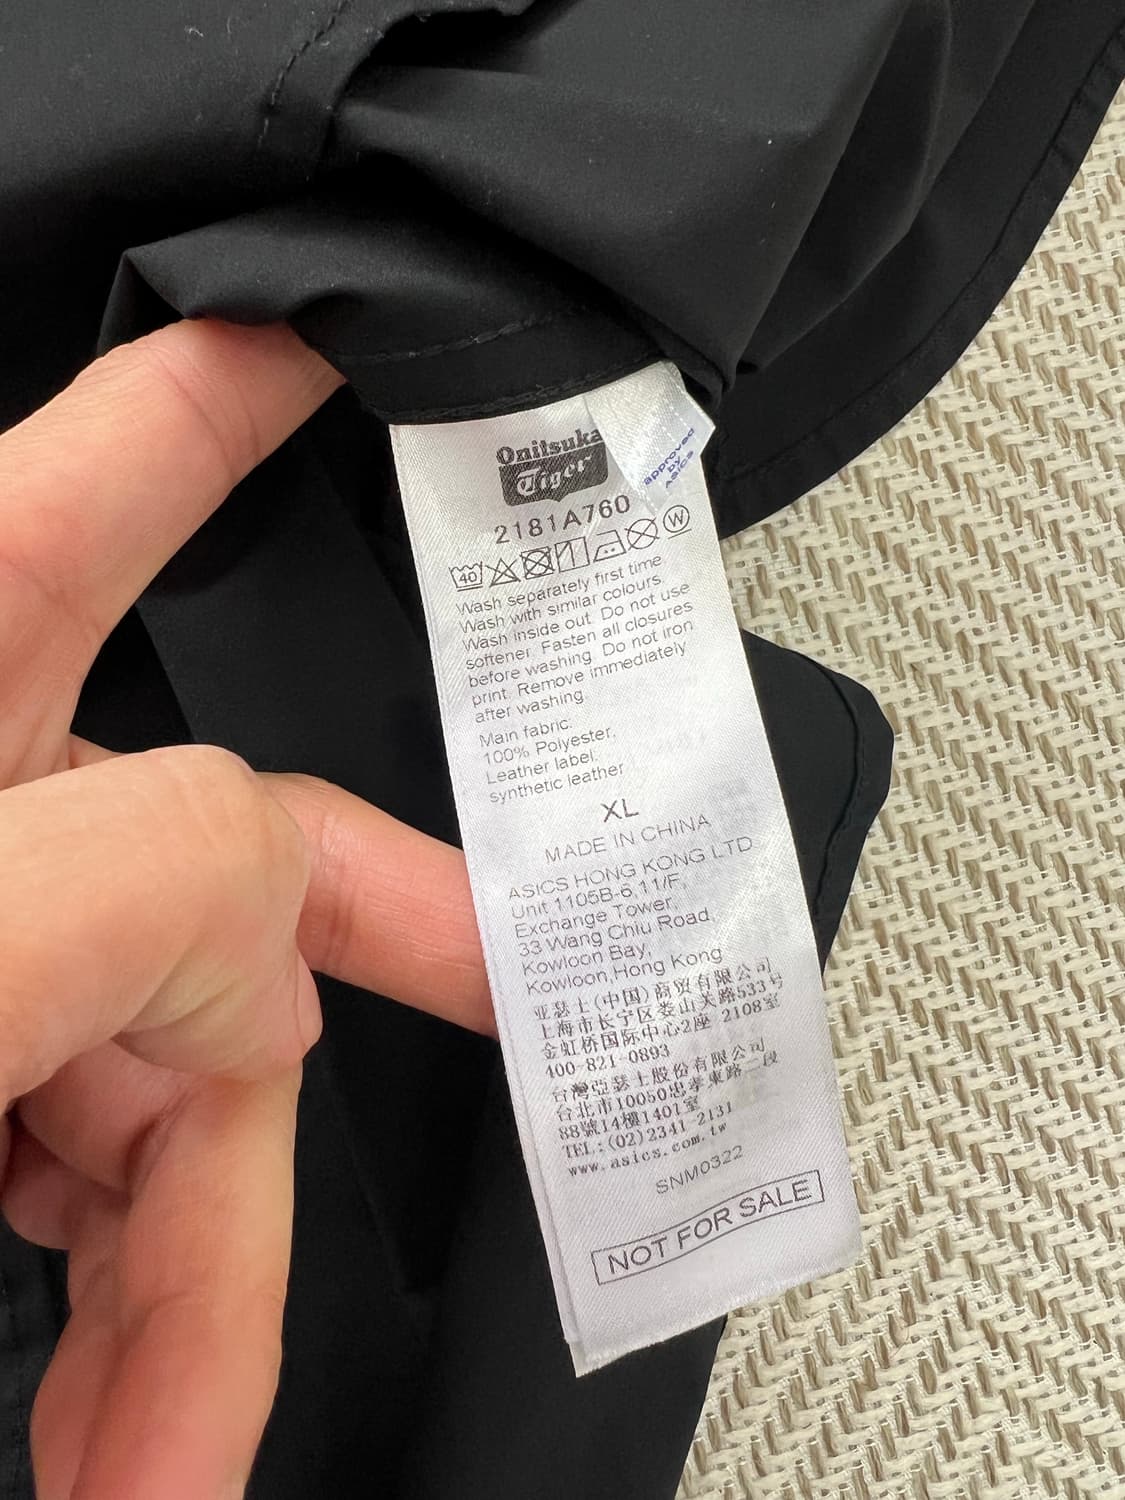 Onitsuka
Tiger
approved
by
ASICS
2181A760
40
W
Wash separately first time
Wash with similar colours.
Wash inside out. Do not use
softener. Fasten all closures
before washing. Do not iron
print. Remove immediately
after washing.
Main fabric:
100% Polyester,
Leather label:
synthetic leather
XL
MADE IN CHINA
ASICS HONG KONG LTD
Unit 1105B-6,11/F,
Exchange Tower,
33 Wang Chiu Road,
Kowloon Bay,
Kowloon,Hong Kong
亚瑟士(中国)商贸有限公司
上海市长宁区娄山关路533号
金虹桥国际中心2座 2108室
400-821-0893
台灣亞瑟士股份有限公司
台北市10050忠孝東路二段
88號14樓1401室
TEL:(02)2341-2131
www.asics.com.tw
SNM0322
NOT FOR SALE